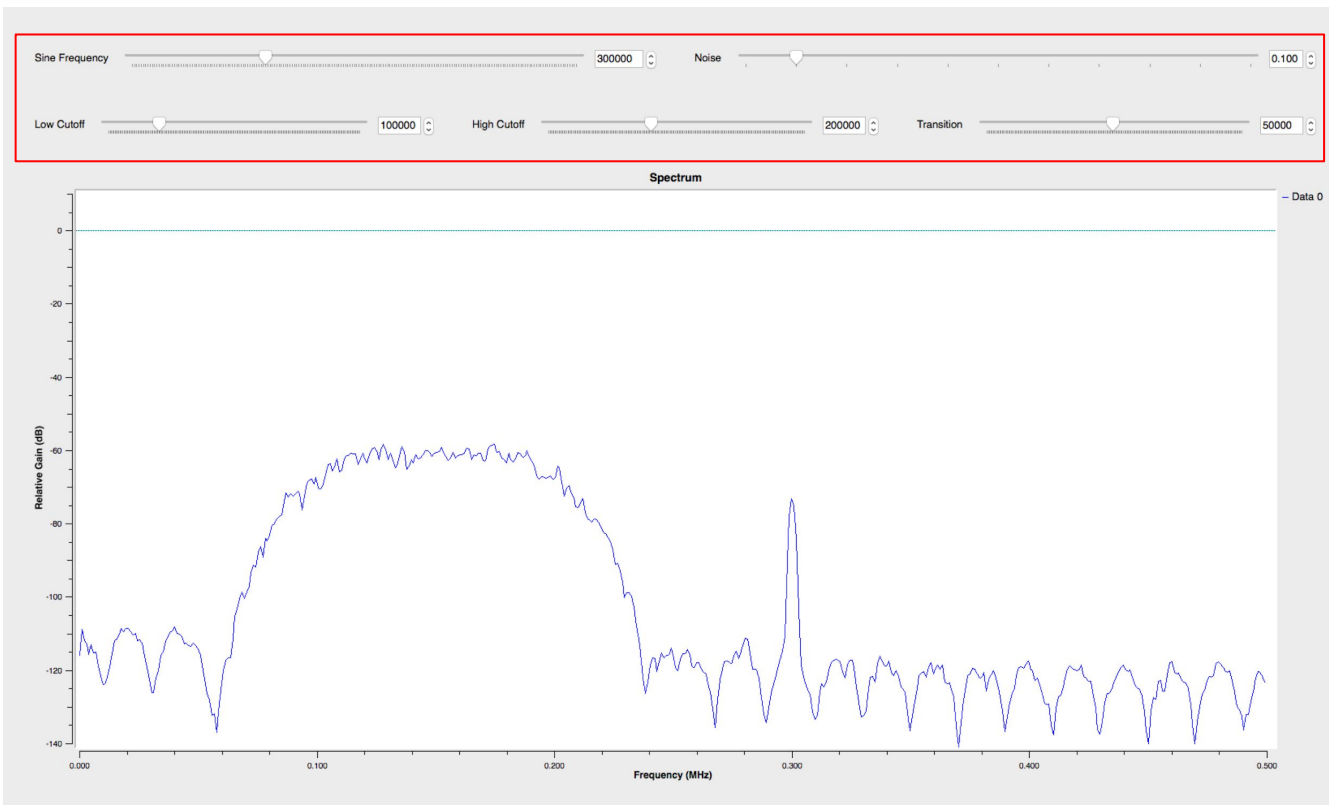 Sine Frequency 300000 Noise 0.100
Low Cutoff 100000 High Cutoff 200000 Transition 50000
Spectrum
Data 0
0
-20
-40
-60
-80
-100
-120
-140
Relative Gain (dB)
0.000 0.100 0.200 0.300 0.400 0.500
Frequency (MHz)